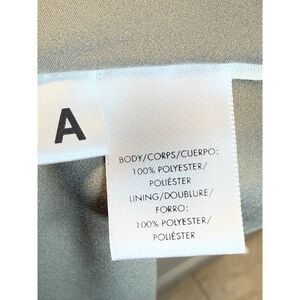 A
BODY/CORPS/CUERPO:
100% POLYESTER/
POLIÉSTER
LINING/DOUBLURE/
FORRO:
100% POLYESTER/
POLIÉSTER